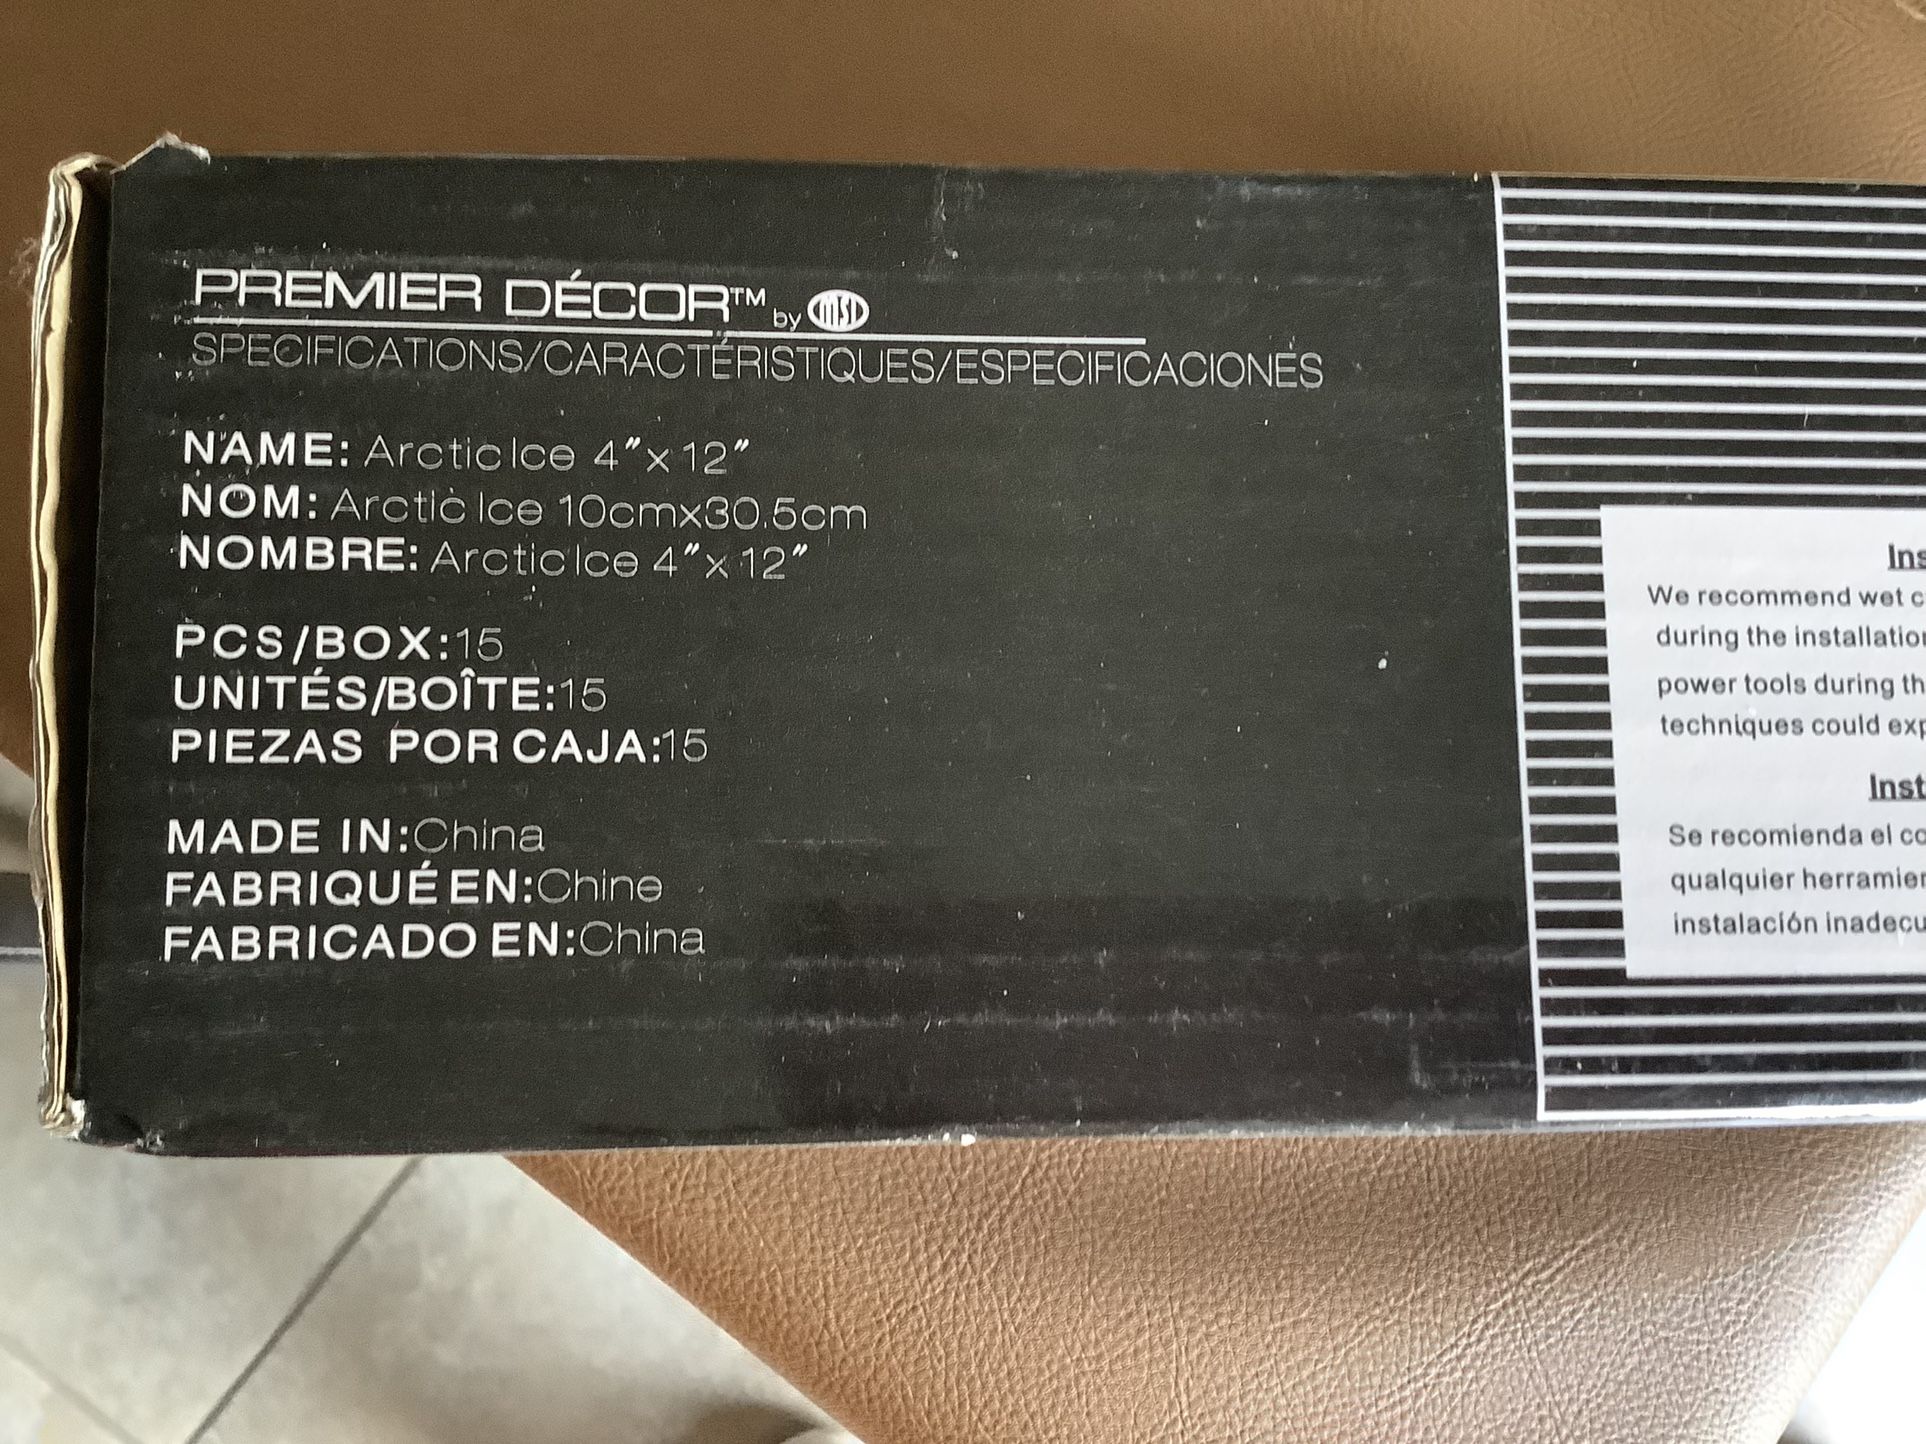 PREMIER DÉCOR™ by MSI
SPECIFICATIONS/CARACTÉRISTIQUES/ESPECIFICACIONES
NAME: Arctic Ice 4″x 12″
NOM: Arctic Ice 10cmx30.5cm
NOMBRE: Arctic Ice 4″x 12″
PCS/BOX:15
UNITÉS/BOÎTE:15
PIEZAS POR CAJA:15
MADE IN:China
FABRIQUÉ EN:Chine
FABRICADO EN:China
We recommend wet
during the
power tools during
techniques could
Se recomienda el
qualquier
instalación